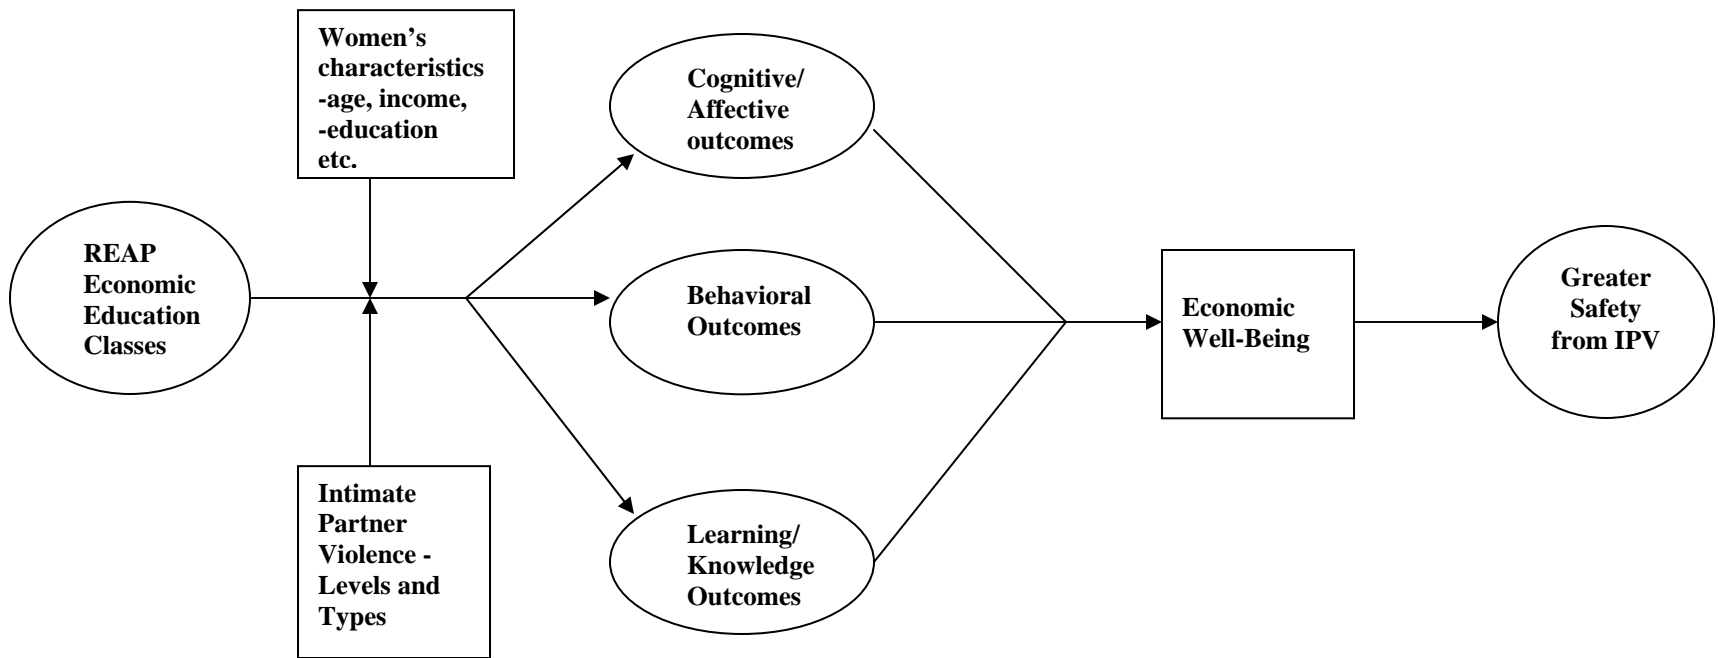 Women’s
characteristics
-age, income,
-education
etc.
Cognitive/
Affective
outcomes
REAP
Economic
Education
Classes
Behavioral
Outcomes
Economic
Well-Being
Greater
Safety
from IPV
Intimate
Partner
Violence -
Levels and
Types
Learning/
Knowledge
Outcomes